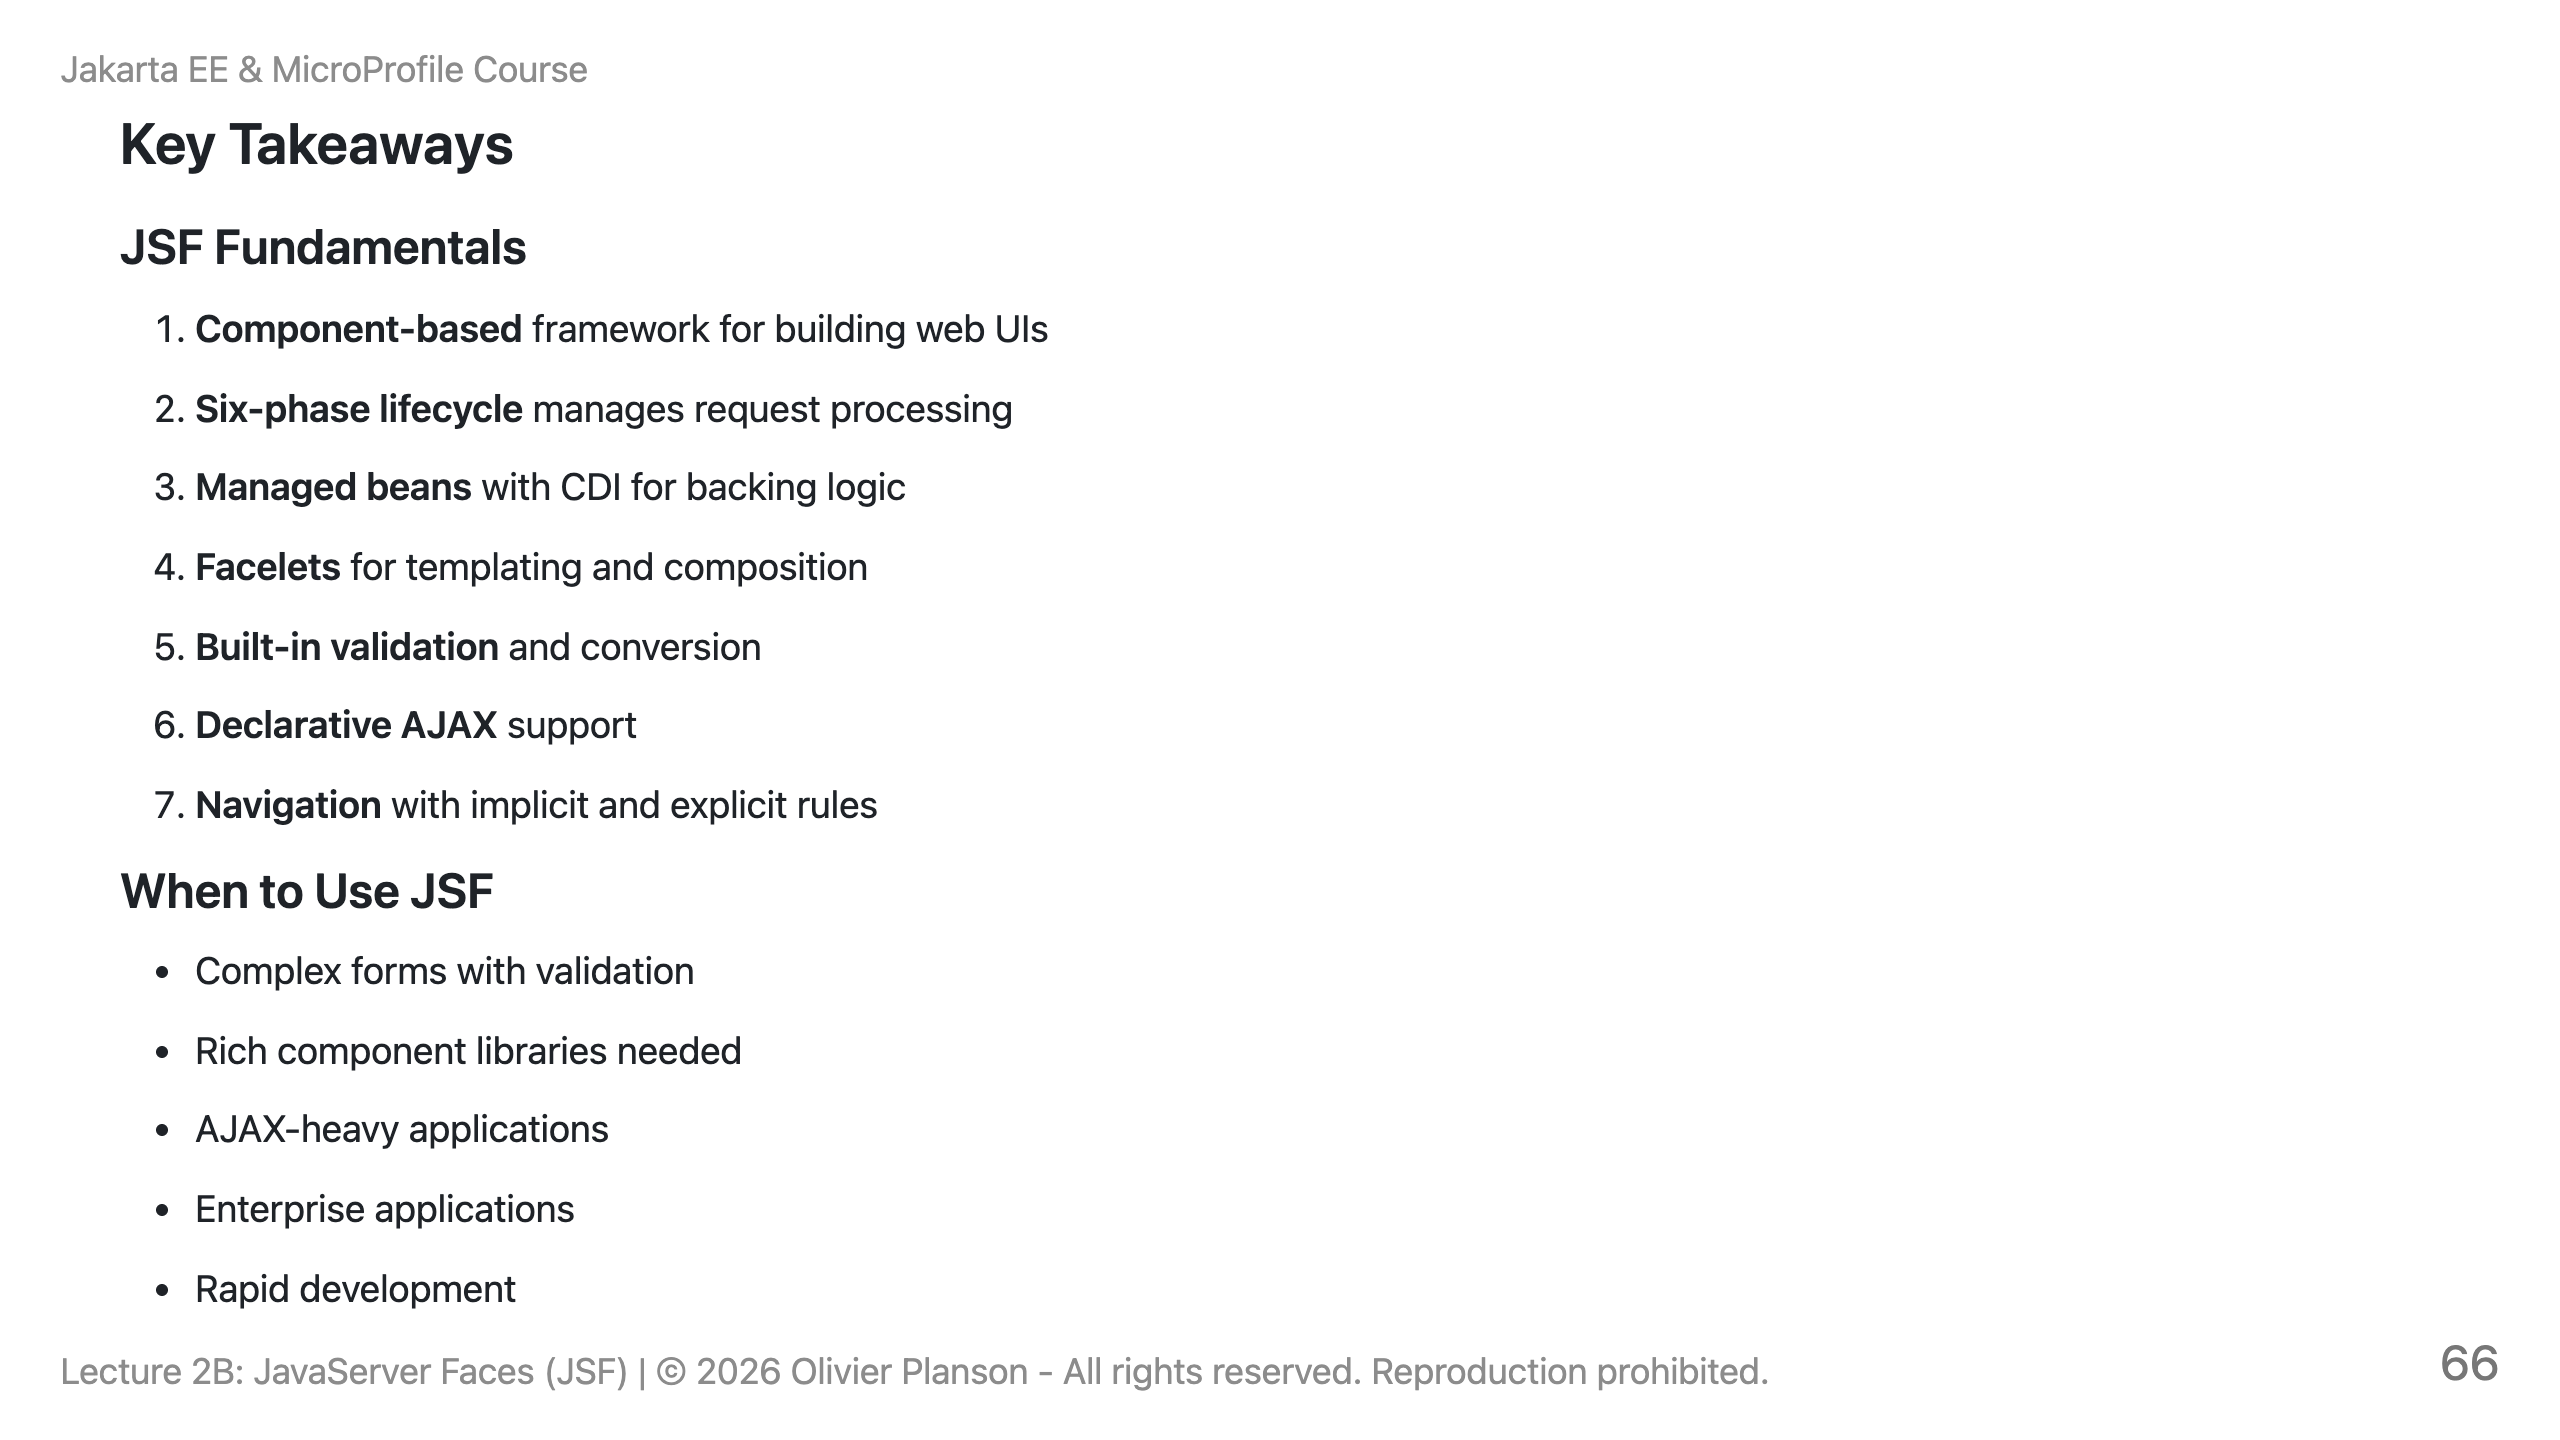 Jakarta EE & MicroProfile Course
Key Takeaways
JSF Fundamentals
1. Component-based framework for building web UIs
2. Six-phase lifecycle manages request processing
3. Managed beans with CDI for backing logic
4. Facelets for templating and composition
5. Built-in validation and conversion
6. Declarative AJAX support
7. Navigation with implicit and explicit rules
When to Use JSF
• Complex forms with validation
• Rich component libraries needed
• AJAX-heavy applications
• Enterprise applications
• Rapid development
Lecture 2B: JavaServer Faces (JSF) | © 2026 Olivier Planson - All rights reserved. Reproduction prohibited.
66